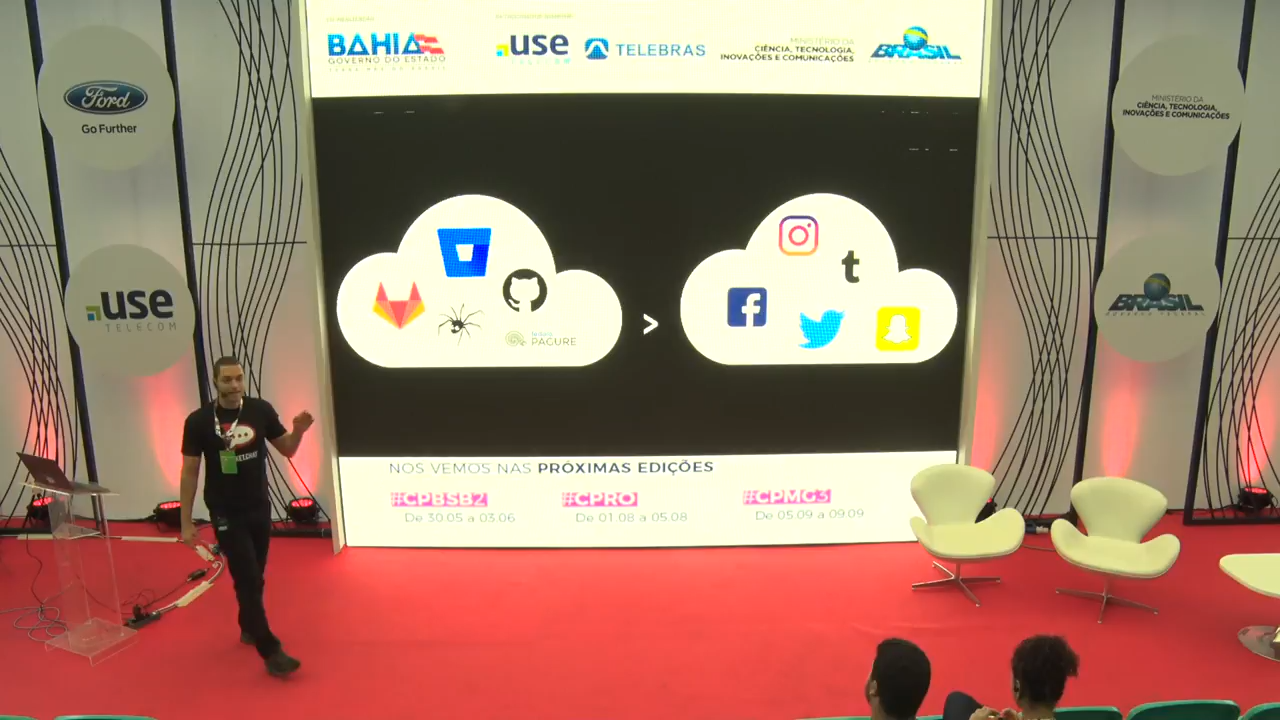 BAHIA
GOVERNO DO ESTADO
use
TELECOM
TELEBRAS
MINISTÉRIO DA
CIÊNCIA, TECNOLOGIA,
INOVAÇÕES E COMUNICAÇÕES
BRASIL
Ford
Go Further
use
TELECOM
MINISTÉRIO DA
CIÊNCIA, TECNOLOGIA,
INOVAÇÕES E COMUNICAÇÕES
BRASIL
PAGURE
>
t
f
NOS VEMOS NAS PRÓXIMAS EDIÇÕES
#CPBSB2
De 30.05 a 03.06
#CPRO
De 01.08 a 05.08
#CPMG3
De 05.09 a 09.09